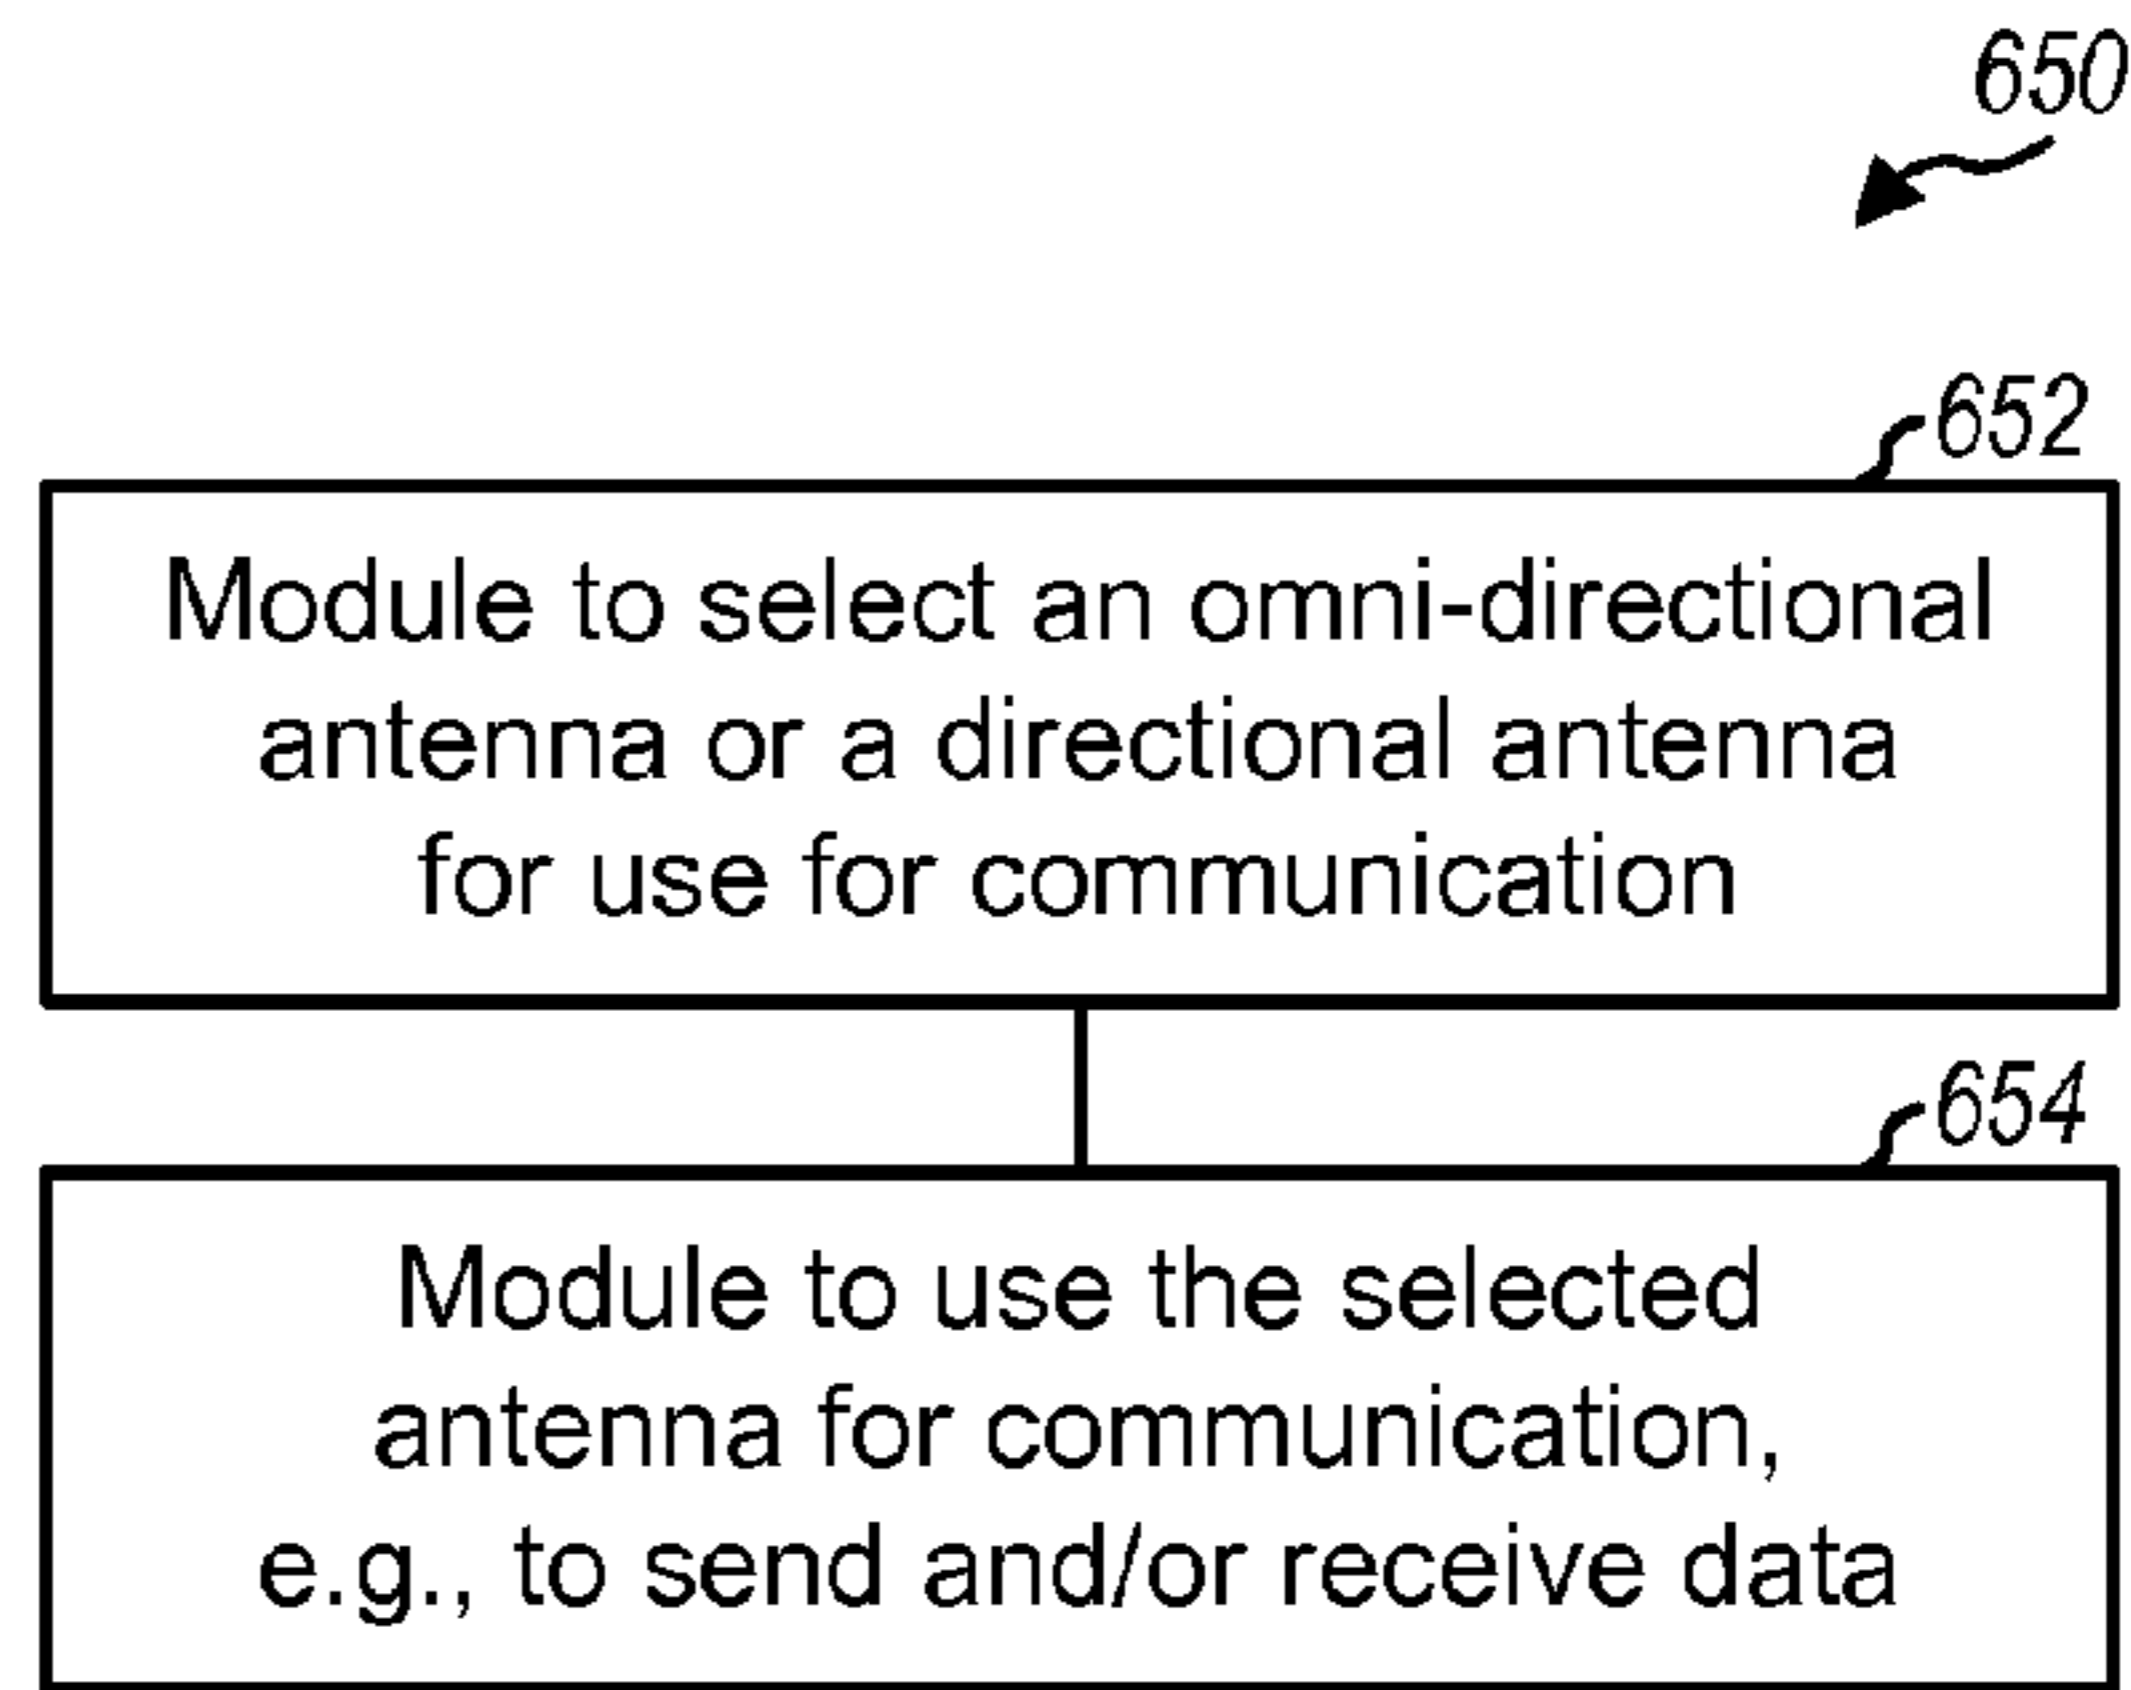 650
652
Module to select an omni-directional
antenna or a directional antenna
for use for communication
654
Module to use the selected
antenna for communication,
e.g., to send and/or receive data